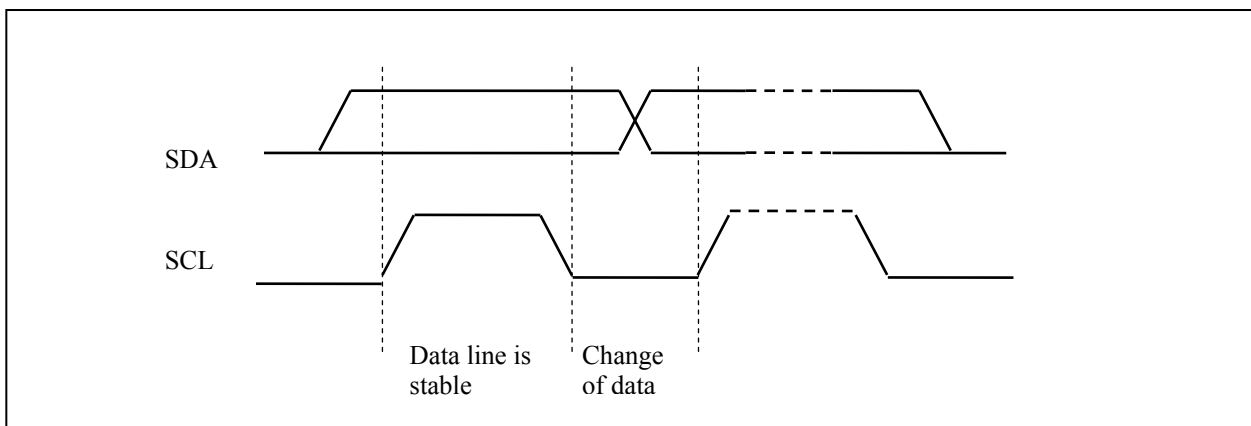 SDA
SCL
Data line is
stable
Change
of data